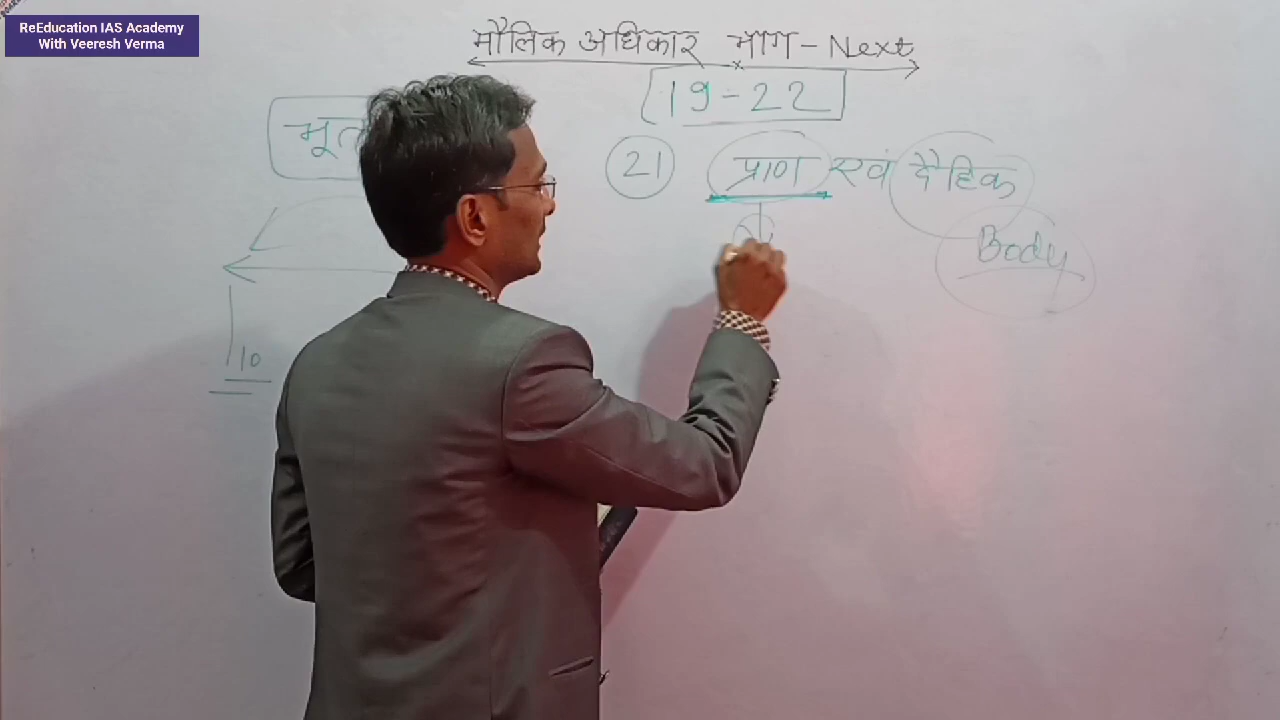 ReEducation IAS Academy
With Veeresh Verma
मौलिक अधिकार भाग - Next
19-22
21 प्राण एवं दैहिक
Body
10